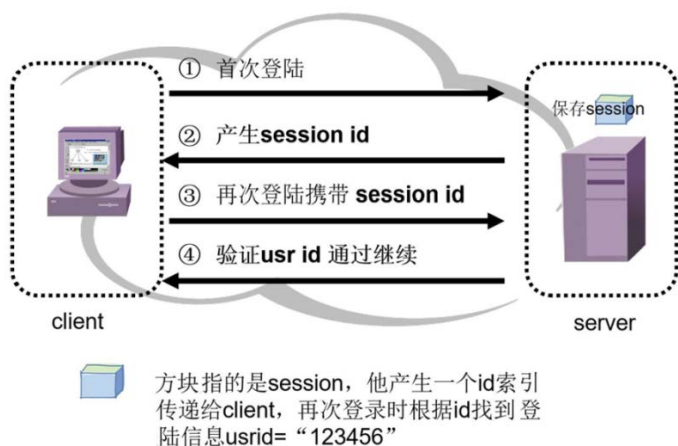 ① 首次登陆
保存session
② 产生session id
③ 再次登陆携带 session id
④ 验证usr id 通过继续
client
server
方块指的是session，他产生一个id索引
传递给client，再次登录时根据id找到登
陆信息usrid=“123456”